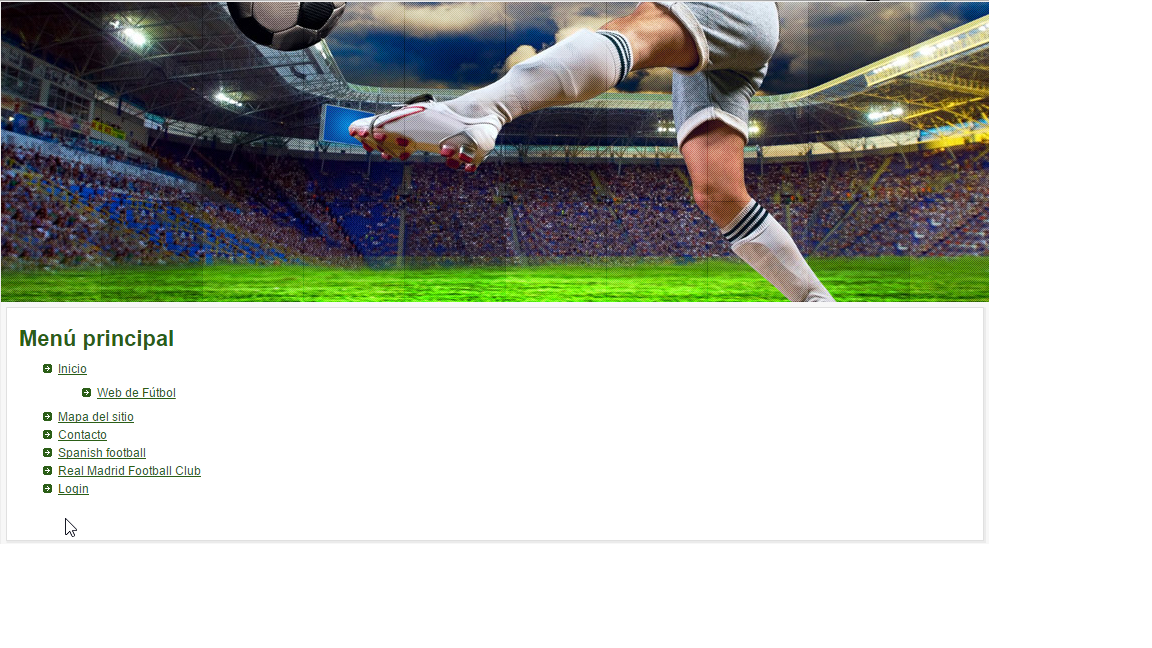 Menú principal
Inicio
Web de Fútbol
Mapa del sitio
Contacto
Spanish football
Real Madrid Football Club
Login